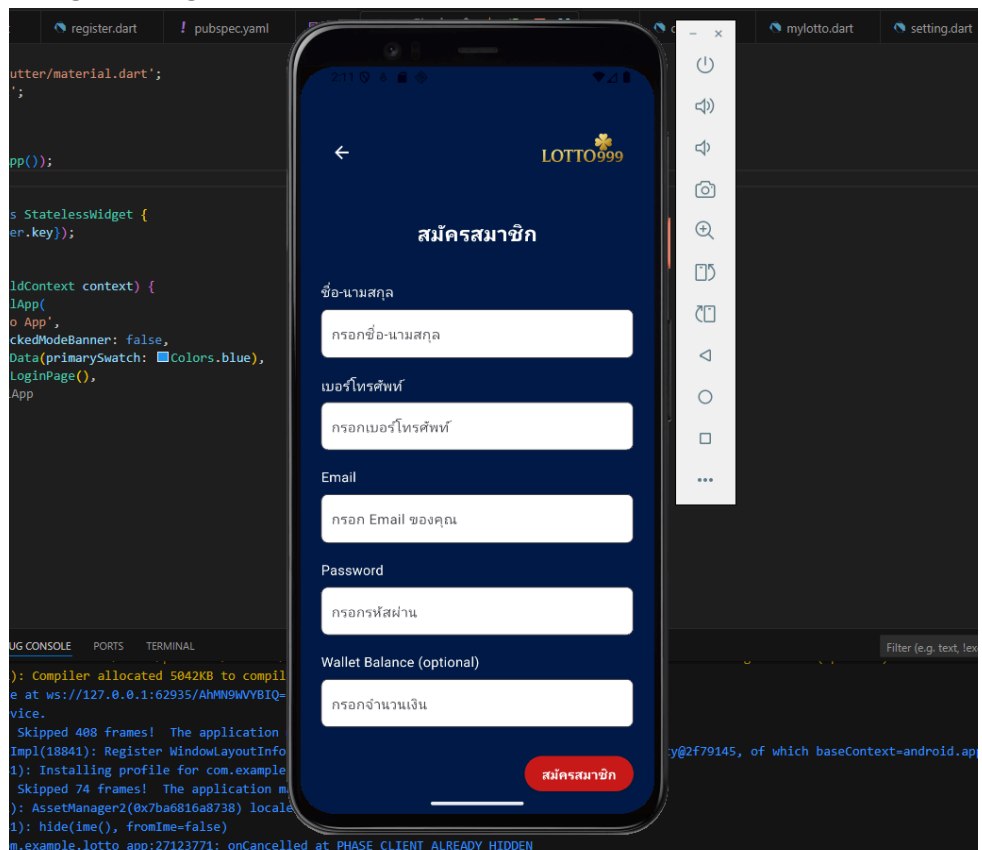 register.dart
pubspec.yaml
mylotto.dart
setting.dart
utter/material.dart';
';
pp());
s StatelessWidget {
er.key});
ldContext context) {
lApp(
o App',
ckedModeBanner: false,
Data(primarySwatch: Colors.blue),
LoginPage(),
App
2:11
LOTTO999
สมัครสมาชิก
ชื่อ-นามสกุล
กรอกชื่อ-นามสกุล
เบอร์โทรศัพท์
กรอกเบอร์โทรศัพท์
Email
กรอก Email ของคุณ
Password
กรอกรหัสผ่าน
Wallet Balance (optional)
กรอกจำนวนเงิน
สมัครสมาชิก
UG CONSOLE PORTS TERMINAL
Filter (e.g. text, !exc
): Compiler allocated 5042KB to compil
e at ws://127.0.0.1:62935/AhMN9WVYBIQ=
vice.
Skipped 408 frames! The application
Impl(18841): Register WindowLayoutInfo y@2f79145, of which baseContext=android.app
1): Installing profile for com.example
Skipped 74 frames! The application m
): AssetManager2(0x7ba6816a8738) locale
1): hide(ime(), fromIme=false)
m.example.lotto_app:27123771: onCancelled at PHASE_CLIENT_ALREADY_HIDDEN